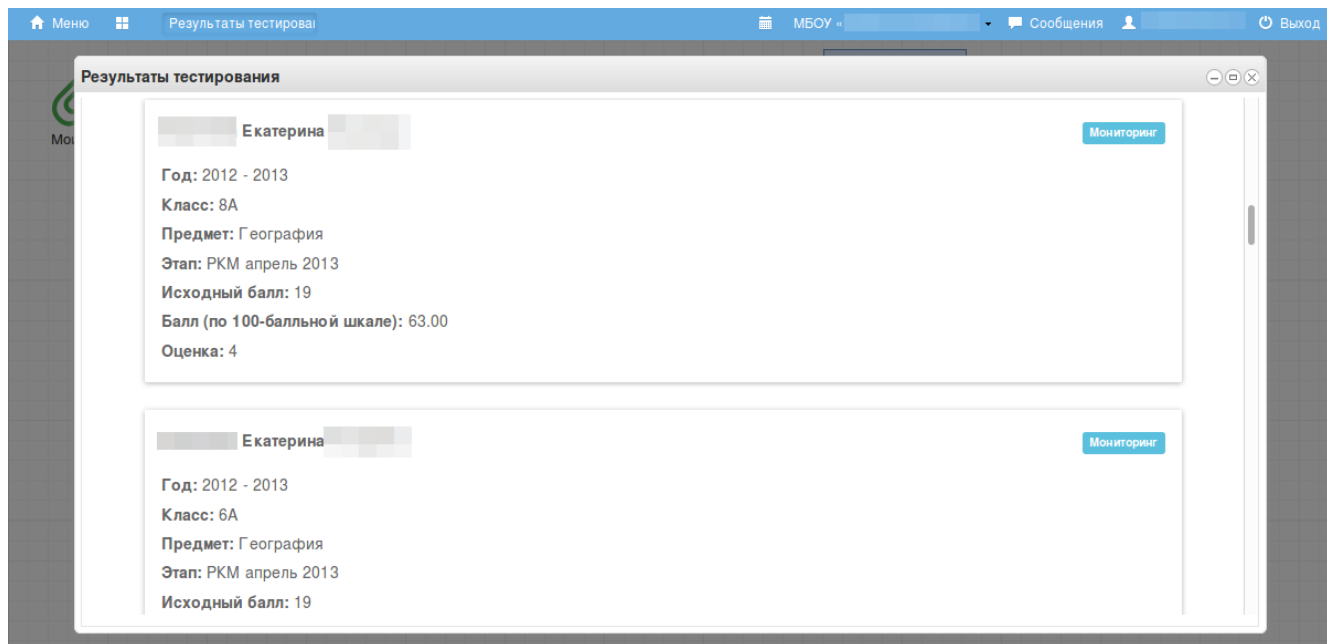 Меню
Результаты тестироваı
МБОУ «
Сообщения
Выход
Результаты тестирования
Екатерина
Мониторинг
Год: 2012 - 2013
Класс: 8А
Предмет: География
Этап: РКМ апрель 2013
Исходный балл: 19
Балл (по 100-балльной шкале): 63.00
Оценка: 4
Екатерина
Мониторинг
Год: 2012 - 2013
Класс: 6А
Предмет: География
Этап: РКМ апрель 2013
Исходный балл: 19